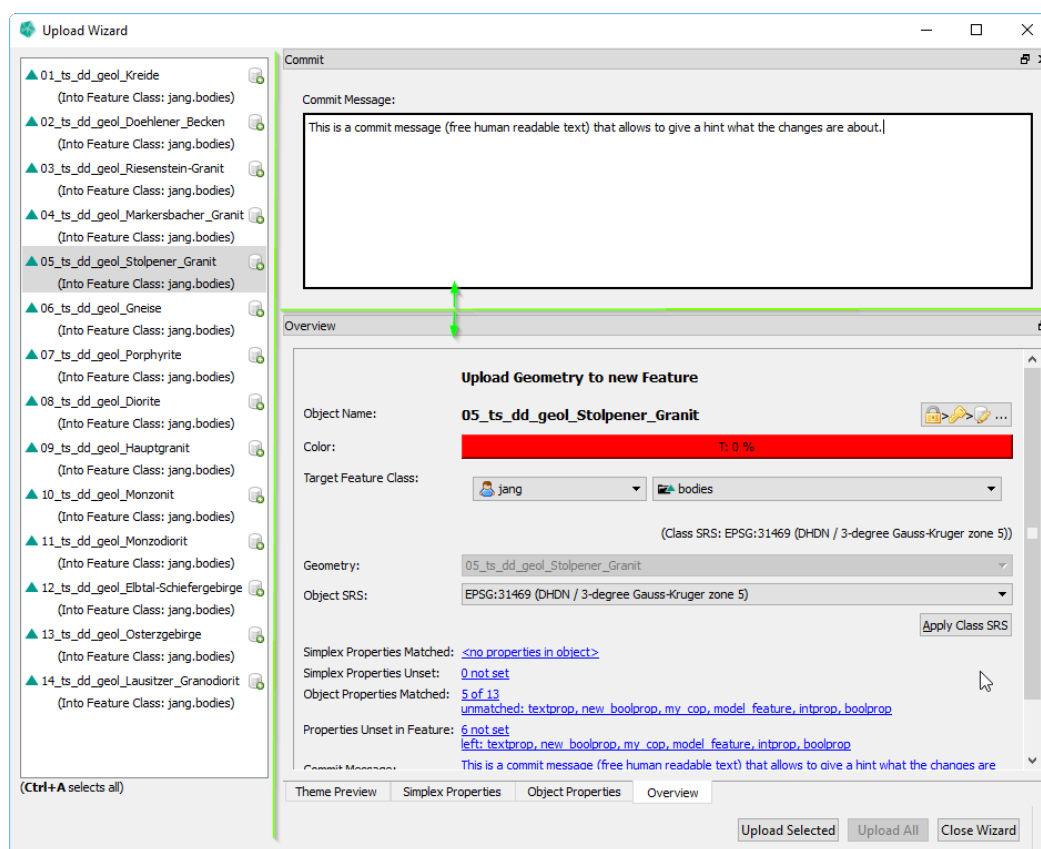 Upload Wizard
01_ts_dd_geol_Kreide
(Into Feature Class: jang.bodies)
02_ts_dd_geol_Doehlener_Becken
(Into Feature Class: jang.bodies)
03_ts_dd_geol_Riesenstein-Granit
(Into Feature Class: jang.bodies)
04_ts_dd_geol_Markersbacher_Granit
(Into Feature Class: jang.bodies)
05_ts_dd_geol_Stolpener_Granit
(Into Feature Class: jang.bodies)
06_ts_dd_geol_Gneise
(Into Feature Class: jang.bodies)
07_ts_dd_geol_Porphyrite
(Into Feature Class: jang.bodies)
08_ts_dd_geol_Diorite
(Into Feature Class: jang.bodies)
09_ts_dd_geol_Hauptgranit
(Into Feature Class: jang.bodies)
10_ts_dd_geol_Monzonit
(Into Feature Class: jang.bodies)
11_ts_dd_geol_Monzodiorit
(Into Feature Class: jang.bodies)
12_ts_dd_geol_Elbtal-Schiefergebirge
(Into Feature Class: jang.bodies)
13_ts_dd_geol_Osterzgebirge
(Into Feature Class: jang.bodies)
14_ts_dd_geol_Lausitzer_Granodiorit
(Into Feature Class: jang.bodies)
(Ctrl+A selects all)
Commit
Commit Message:
This is a commit message (free human readable text) that allows to give a hint what the changes are about.
Overview
Upload Geometry to new Feature
Object Name: 05_ts_dd_geol_Stolpener_Granit > > ...
Color: T: 0 %
Target Feature Class: jang bodies
(Class SRS: EPSG:31469 (DHDN / 3-degree Gauss-Kruger zone 5))
Geometry: 05_ts_dd_geol_Stolpener_Granit
Object SRS: EPSG:31469 (DHDN / 3-degree Gauss-Kruger zone 5)
Apply Class SRS
Simplex Properties Matched: <no properties in object>
Simplex Properties Unset: 0 not set
Object Properties Matched: 5 of 13
unmatched: textprop, new_boolprop, my_cop, model_feature, intprop, boolprop
Properties Unset in Feature: 6 not set
left: textprop, new_boolprop, my_cop, model_feature, intprop, boolprop
Commit Message: This is a commit message (free human readable text) that allows to give a hint what the changes are
Theme Preview Simplex Properties Object Properties Overview
Upload Selected Upload All Close Wizard